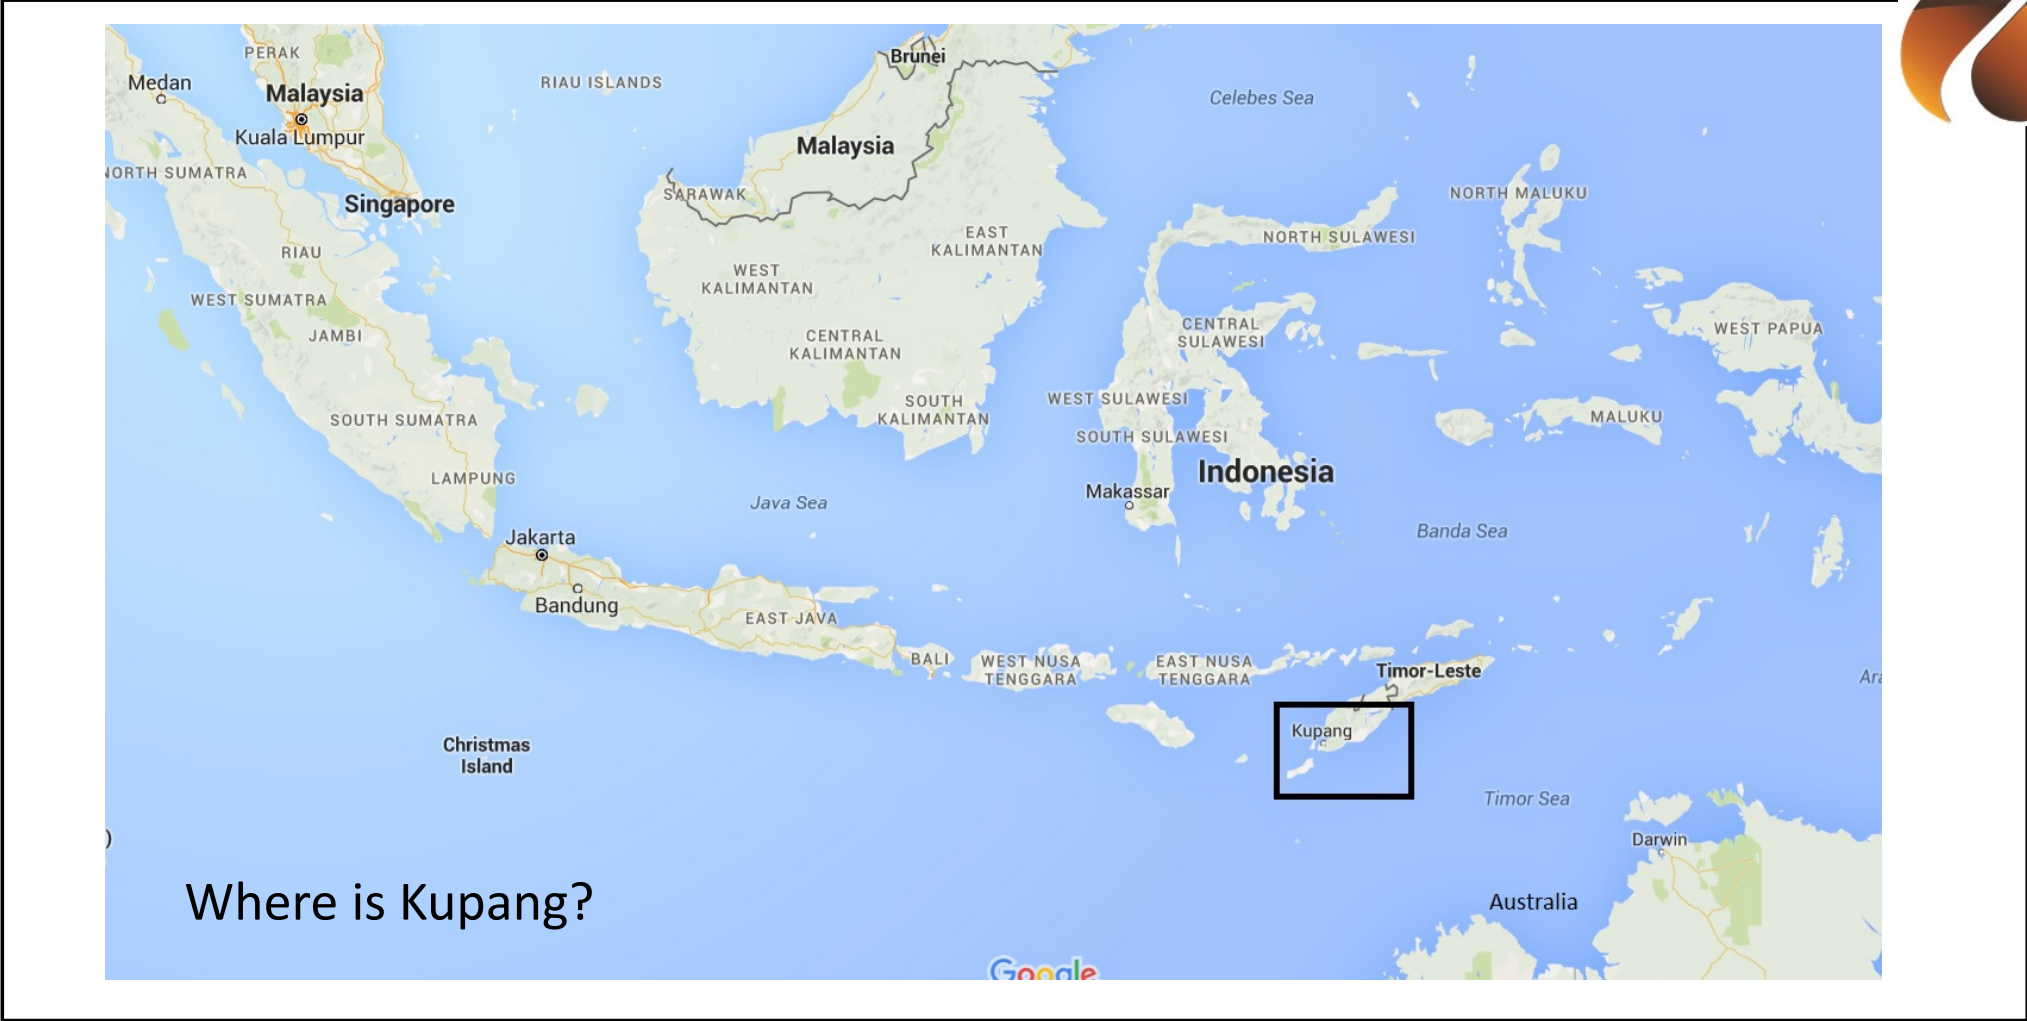 PERAK
Medan
Malaysia
Kuala Lumpur
NORTH SUMATRA
Singapore
RIAU ISLANDS
Brunei
Malaysia
SARAWAK
Celebes Sea
NORTH MALUKU
RIAU
WEST SUMATRA
JAMBI
EAST
KALIMANTAN
WEST
KALIMANTAN
CENTRAL
KALIMANTAN
NORTH SULAWESI
CENTRAL
SULAWESI
WEST PAPUA
SOUTH SUMATRA
SOUTH
KALIMANTAN
WEST SULAWESI
SOUTH SULAWESI
MALUKU
LAMPUNG
Indonesia
Makassar
Java Sea
Banda Sea
Jakarta
Bandung
EAST JAVA
BALI
WEST NUSA
TENGGARA
EAST NUSA
TENGGARA
Timor-Leste
Kupang
Christmas
Island
Timor Sea
Darwin
Australia
Where is Kupang?
Google